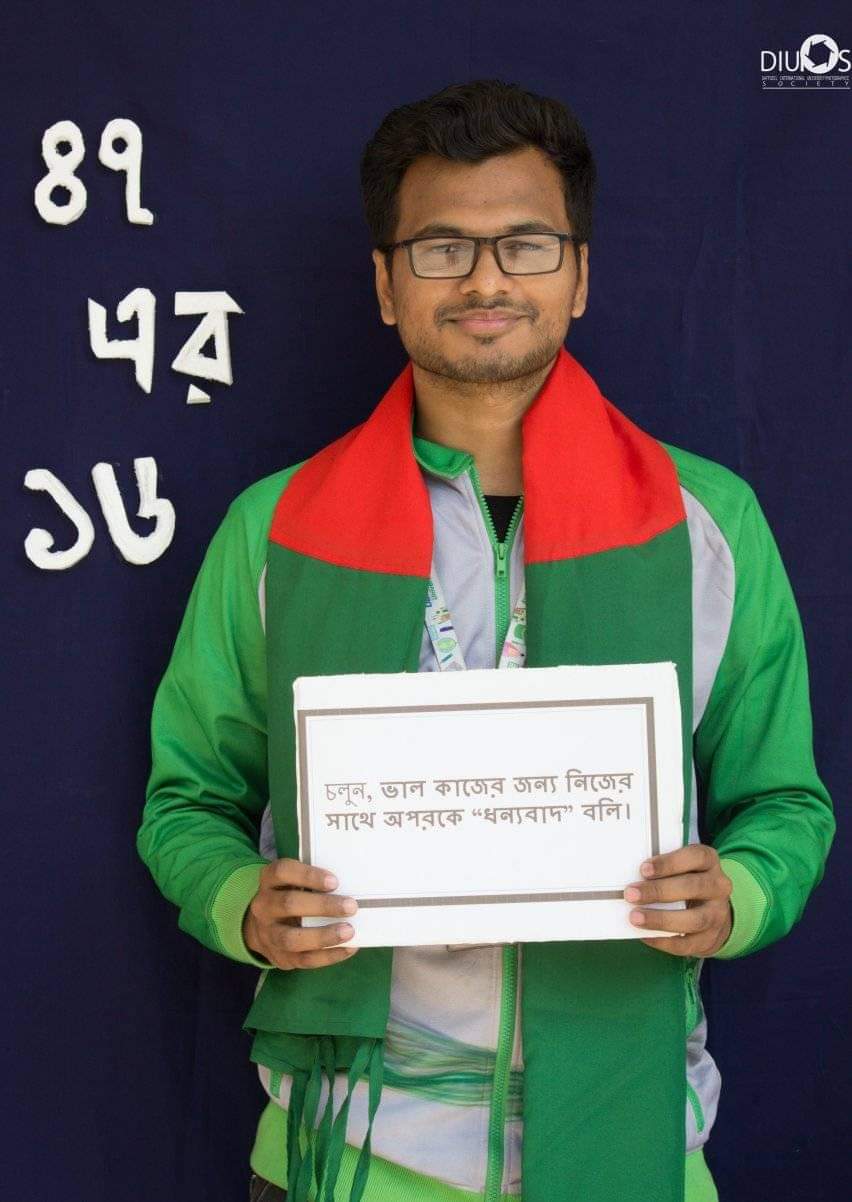 DIUPS
DAFFODIL INTERNATIONAL UNIVERSITY PHOTOGRAPHIC
SOCIETY
৪৭
এর
১৬
চলুন, ভাল কাজের জন্য নিজের
সাথে অপরকে “ধন্যবাদ” বলি।